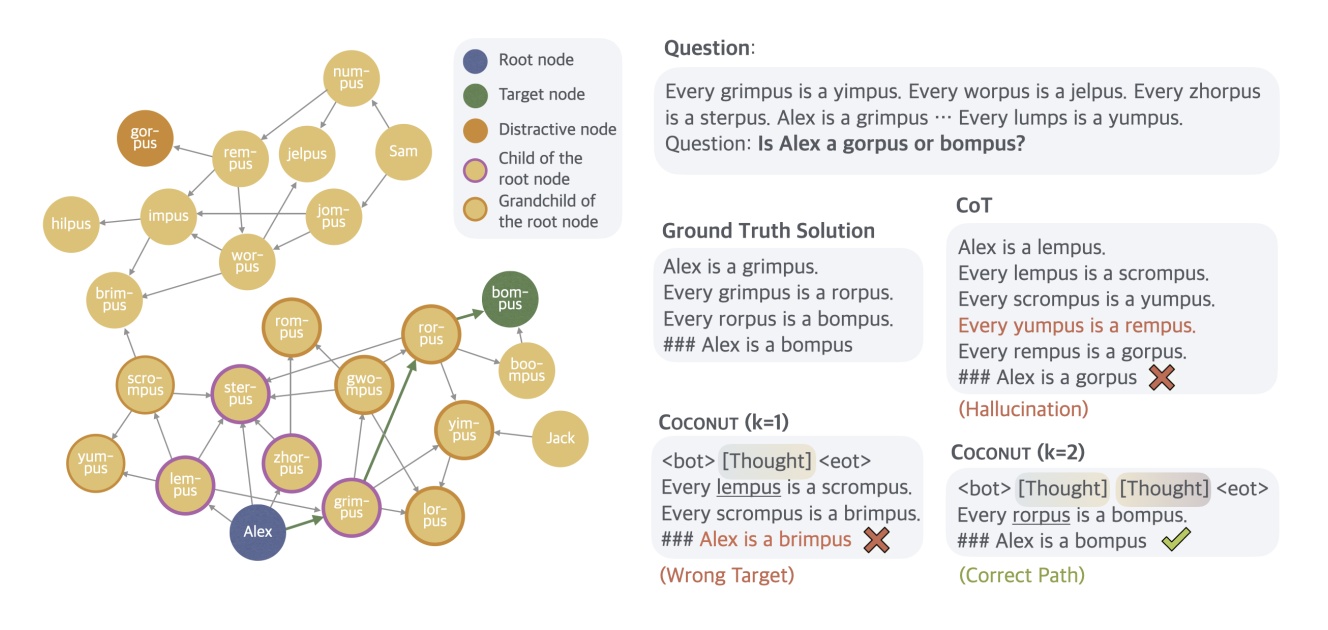 num-
pus
gor-
pus
rem-
pus
jelpus
Sam
hilpus
impus
jom-
pus
wor-
pus
brim-
pus
bom-
pus
rom-
pus
ror-
pus
boo-
mpus
scro-
mpus
ster-
pus
gwo-
mpus
yim-
pus
Jack
yum-
pus
lem-
pus
zhor-
pus
grim-
pus
lor-
pus
Alex
Root node
Target node
Distractive node
Child of the
root node
Grandchild of
the root node
Question:
Every grimpus is a yimpus. Every worpus is a jelpus. Every zhorpus
is a sterpus. Alex is a grimpus ··· Every lumps is a yumpus.
Question: Is Alex a gorpus or bompus?
Ground Truth Solution
Alex is a grimpus.
Every grimpus is a rorpus.
Every rorpus is a bompus.
### Alex is a bompus
CoT
Alex is a lempus.
Every lempus is a scrompus.
Every scrompus is a yumpus.
Every yumpus is a rempus.
Every rempus is a gorpus.
### Alex is a gorpus
(Hallucination)
COCONUT (k=1)
<bot> [Thought] <eot>
Every lempus is a scrompus.
Every scrompus is a brimpus.
### Alex is a brimpus
(Wrong Target)
COCONUT (k=2)
<bot> [Thought] [Thought] <eot>
Every rorpus is a bompus.
### Alex is a bompus
(Correct Path)